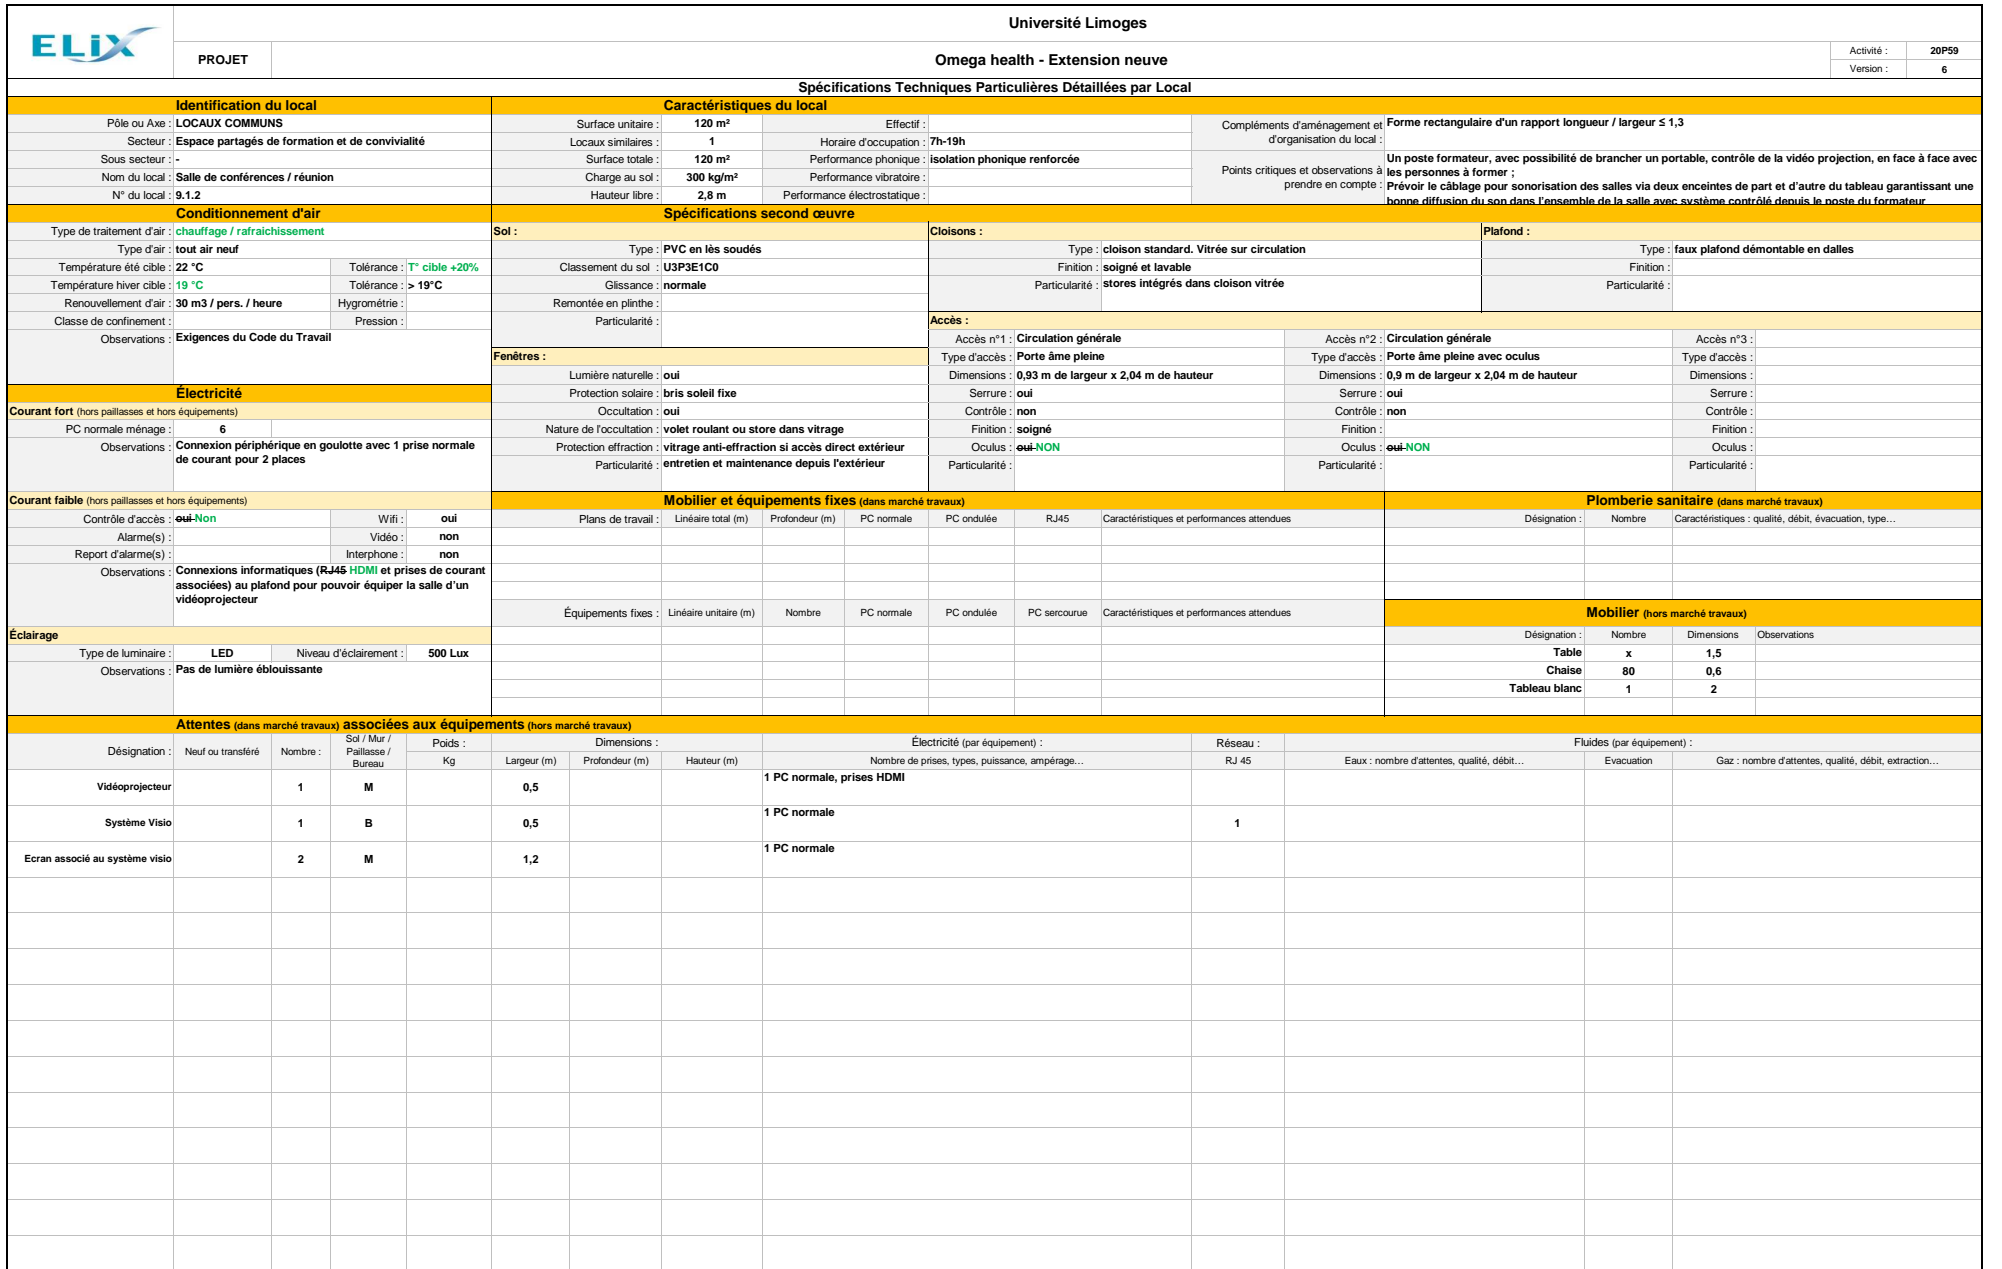 ELiX
Université Limoges
PROJET
Omega health - Extension neuve
Activité : 20P59
Version : 6
Spécifications Techniques Particulières Détaillées par Local
Identification du local
Pôle ou Axe : LOCAUX COMMUNS
Secteur : Espace partagés de formation et de convivialité
Sous secteur : -
Nom du local : Salle de conférences / réunion
N° du local : 9.1.2
Caractéristiques du local
Surface unitaire : 120 m² Effectif :
Locaux similaires : 1 Horaire d'occupation : 7h-19h
Surface totale : 120 m² Performance phonique : isolation phonique renforcée
Charge au sol : 300 kg/m² Performance vibratoire :
Hauteur libre : 2,8 m Performance électrostatique :
Compléments d'aménagement et d'organisation du local : Forme rectangulaire d'un rapport longueur / largeur ≤ 1,3
Points critiques et observations à prendre en compte :
Un poste formateur, avec possibilité de brancher un portable, contrôle de la vidéo projection, en face à face avec
les personnes à former ;
Prévoir le câblage pour sonorisation des salles via deux enceintes de part et d'autre du tableau garantissant une
bonne diffusion du son dans l'ensemble de la salle avec système contrôlé depuis le poste du formateur
Conditionnement d'air
Type de traitement d'air : chauffage / rafraichissement
Type d'air : tout air neuf
Température été cible : 22 °C Tolérance : T° cible +20%
Température hiver cible : 19 °C Tolérance : > 19°C
Renouvellement d'air : 30 m3 / pers. / heure Hygrométrie :
Classe de confinement : Pression :
Observations : Exigences du Code du Travail
Spécifications second œuvre
Sol :
Type : PVC en lès soudés
Classement du sol : U3P3E1C0
Glissance : normale
Remontée en plinthe :
Particularité :
Cloisons :
Type : cloison standard. Vitrée sur circulation
Finition : soigné et lavable
Particularité : stores intégrés dans cloison vitrée
Plafond :
Type : faux plafond démontable en dalles
Finition :
Particularité :
Fenêtres :
Lumière naturelle : oui
Protection solaire : bris soleil fixe
Occultation : oui
Nature de l'occultation : volet roulant ou store dans vitrage
Protection effraction : vitrage anti-effraction si accès direct extérieur
Particularité : entretien et maintenance depuis l'extérieur
Accès :
Accès n°1 : Circulation générale Accès n°2 : Circulation générale Accès n°3 :
Type d'accès : Porte âme pleine Type d'accès : Porte âme pleine avec oculus Type d'accès :
Dimensions : 0,93 m de largeur x 2,04 m de hauteur Dimensions : 0,9 m de largeur x 2,04 m de hauteur Dimensions :
Serrure : oui Serrure : oui Serrure :
Contrôle : non Contrôle : non Contrôle :
Finition : soigné Finition : Finition :
Oculus : oui NON Oculus : oui NON Oculus :
Particularité : Particularité : Particularité :
Électricité
Courant fort (hors paillasses et hors équipements)
PC normale ménage : 6
Observations : Connexion périphérique en goulotte avec 1 prise normale
de courant pour 2 places
Courant faible (hors paillasses et hors équipements)
Contrôle d'accès : oui Non Wifi : oui
Alarme(s) : Vidéo : non
Report d'alarme(s) : Interphone : non
Observations : Connexions informatiques (RJ45 HDMI et prises de courant
associées) au plafond pour pouvoir équiper la salle d'un
vidéoprojecteur
Éclairage
Type de luminaire : LED Niveau d'éclairement : 500 Lux
Observations : Pas de lumière éblouissante
Mobilier et équipements fixes (dans marché travaux)
Plans de travail : Linéaire total (m) Profondeur (m) PC normale PC ondulée RJ45 Caractéristiques et performances attendues
Équipements fixes : Linéaire unitaire (m) Nombre PC normale PC ondulée PC sercourue Caractéristiques et performances attendues
Plomberie sanitaire (dans marché travaux)
Désignation : Nombre Caractéristiques : qualité, débit, évacuation, type…
Mobilier (hors marché travaux)
Désignation : Nombre Dimensions Observations
Table x 1,5
Chaise 80 0,6
Tableau blanc 1 2
Attentes (dans marché travaux) associées aux équipements (hors marché travaux)
Désignation : Neuf ou transféré Nombre : Sol / Mur / Paillasse / Bureau Poids : Dimensions : Électricité (par équipement) : Réseau : Fluides (par équipement) :
Kg Largeur (m) Profondeur (m) Hauteur (m) Nombre de prises, types, puissance, ampérage… RJ 45 Eaux : nombre d'attentes, qualité, débit… Evacuation Gaz : nombre d'attentes, qualité, débit, extraction…
Vidéoprojecteur 1 M 0,5 1 PC normale, prises HDMI
Système Visio 1 B 0,5 1 PC normale 1
Ecran associé au système visio 2 M 1,2 1 PC normale